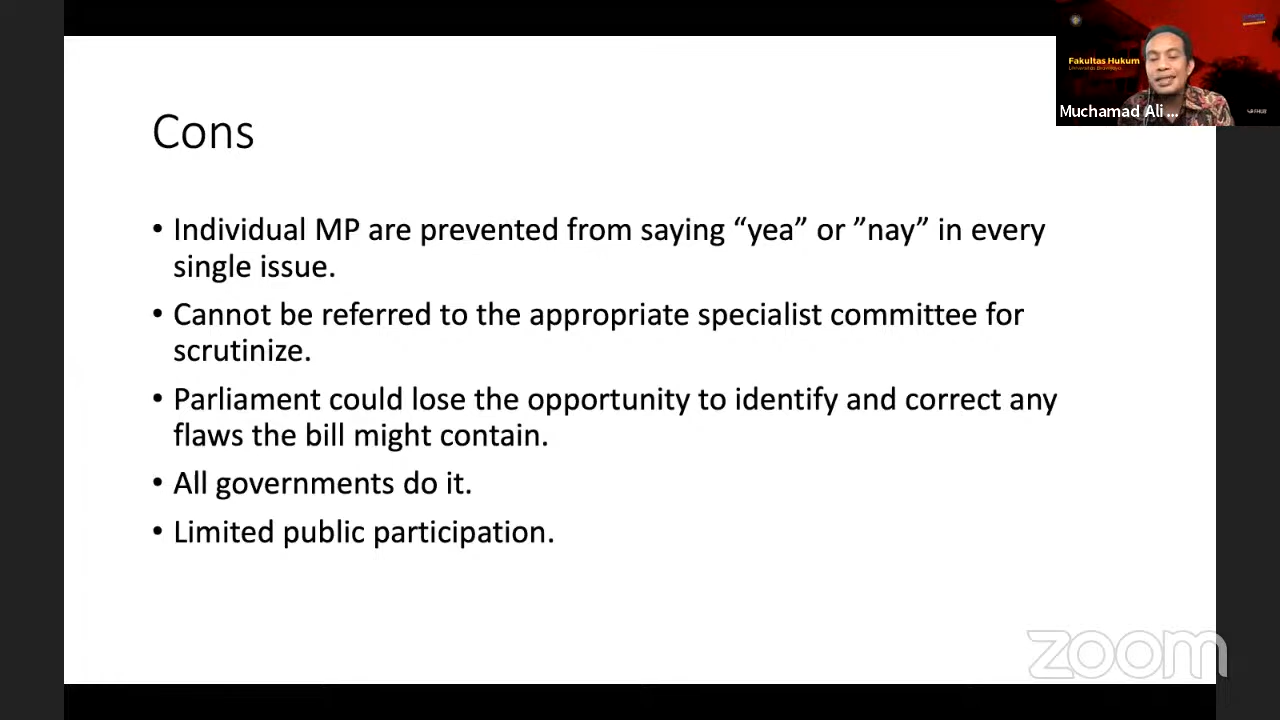 Fakultas Hukum
Universitas Brawijaya
Muchamad Ali ...
Cons
• Individual MP are prevented from saying “yea” or ”nay” in every
single issue.
• Cannot be referred to the appropriate specialist committee for
scrutinize.
• Parliament could lose the opportunity to identify and correct any
flaws the bill might contain.
• All governments do it.
• Limited public participation.
zoom